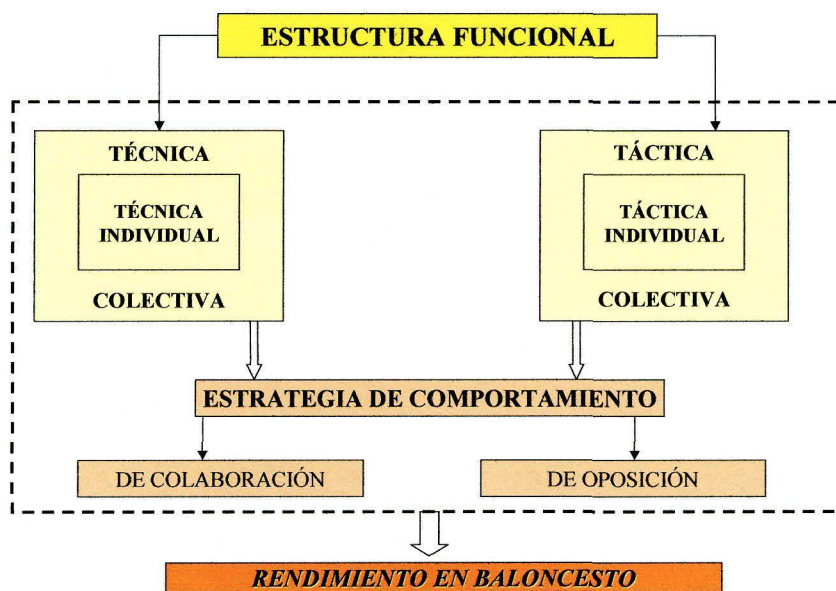 ESTRUCTURA FUNCIONAL
TÉCNICA
TÉCNICA
INDIVIDUAL
COLECTIVA
TÁCTICA
TÁCTICA
INDIVIDUAL
COLECTIVA
ESTRATEGIA DE COMPORTAMIENTO
DE COLABORACIÓN
DE OPOSICIÓN
RENDIMIENTO EN BALONCESTO